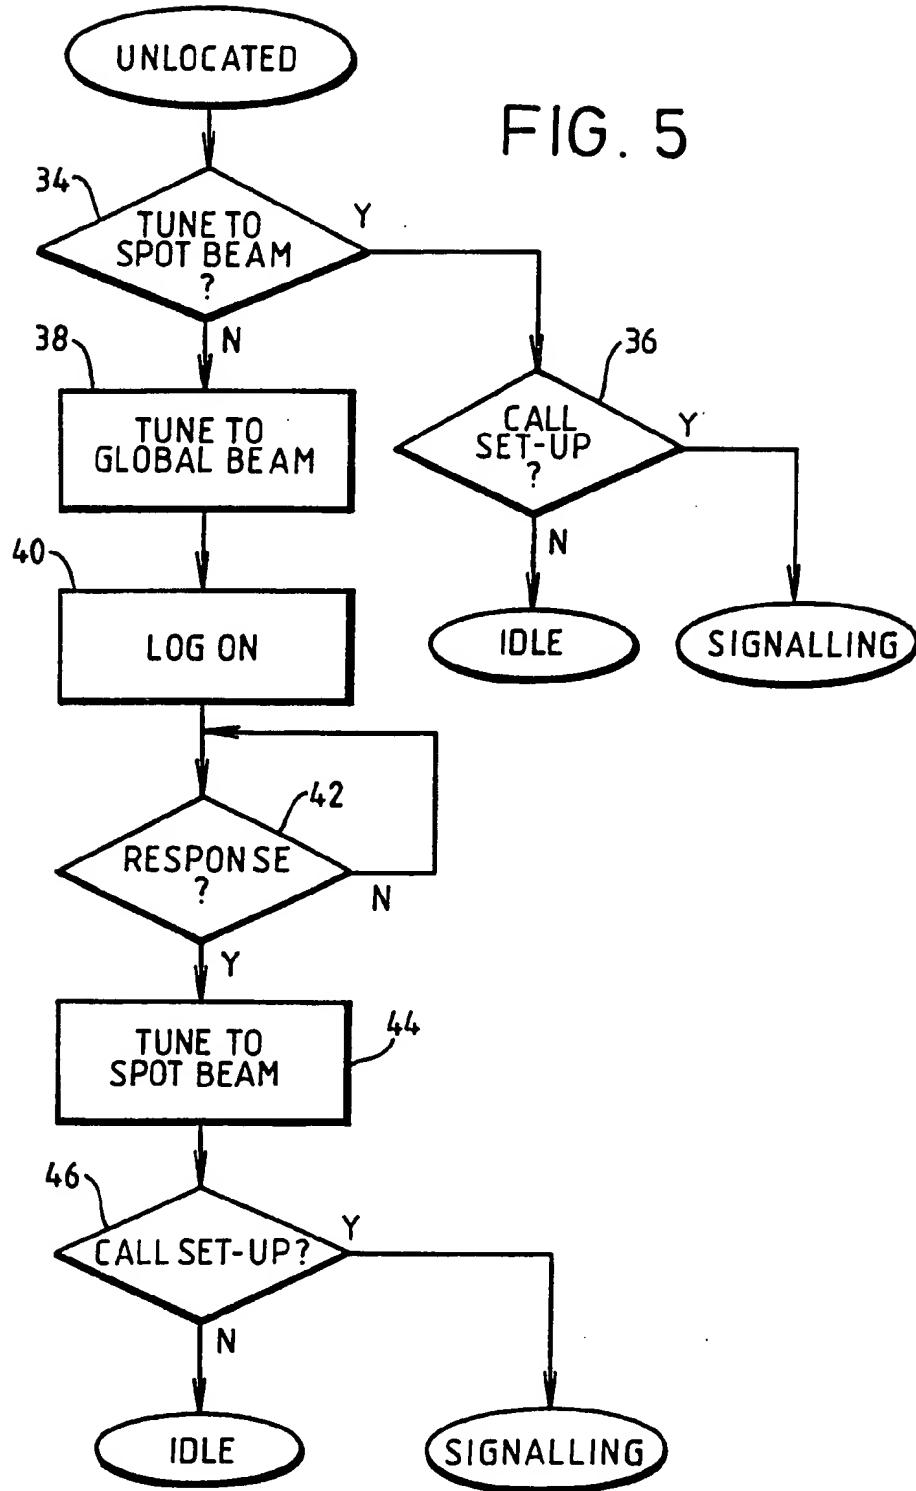 UNLOCATED
FIG. 5
34
TUNE TO
SPOT BEAM
?
Y
N
38
TUNE TO
GLOBAL BEAM
36
CALL
SET-UP
?
Y
N
40
LOG ON
IDLE
SIGNALLING
42
RESPONSE
?
N
Y
TUNE TO
SPOT BEAM
44
46
CALL SET-UP?
Y
N
IDLE
SIGNALLING